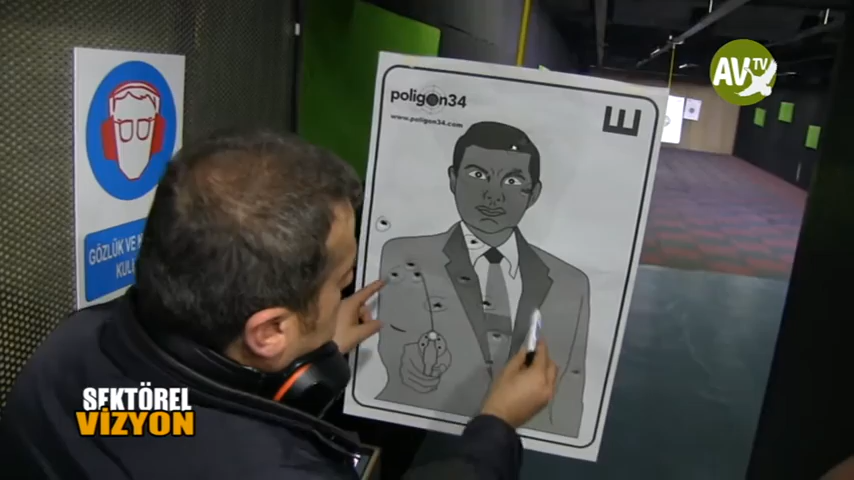 AV TV
poligon34
www.poligon34.com
E
GÖZLÜK VE
KULL
SEKTÖREL
VİZYON